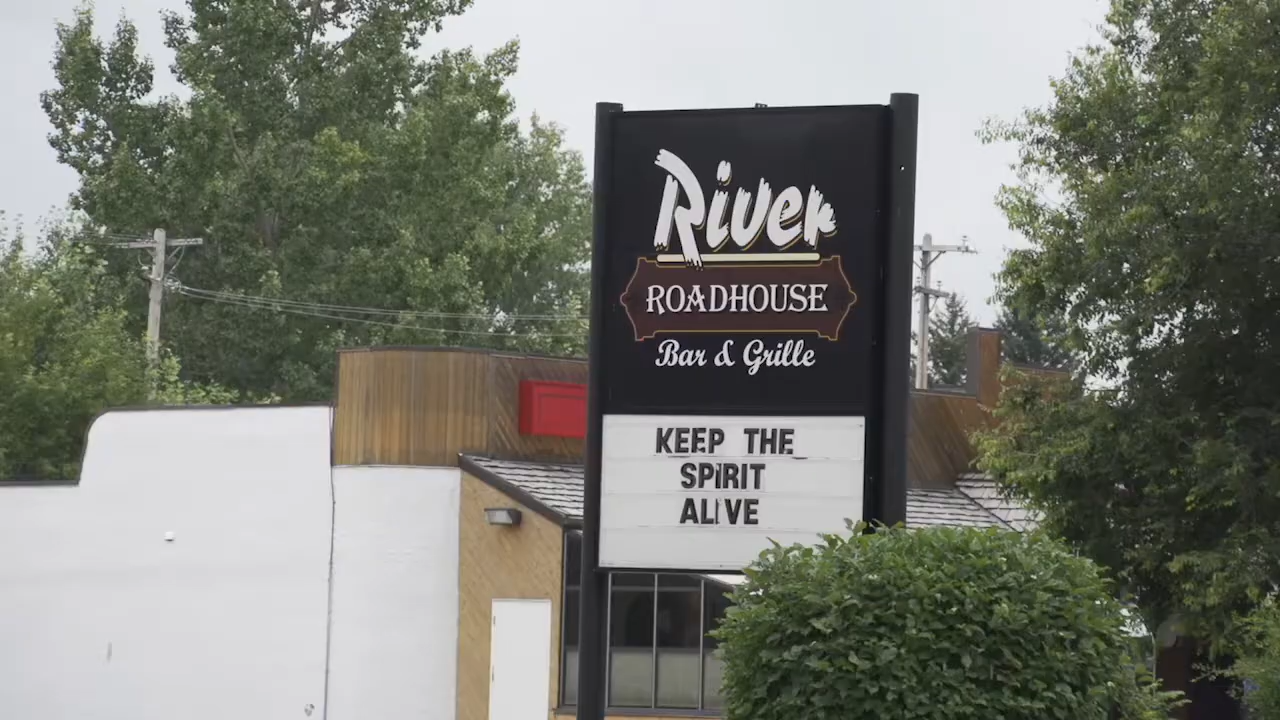 River
ROADHOUSE
Bar & Grille
KEEP THE
SPIRIT
ALIVE